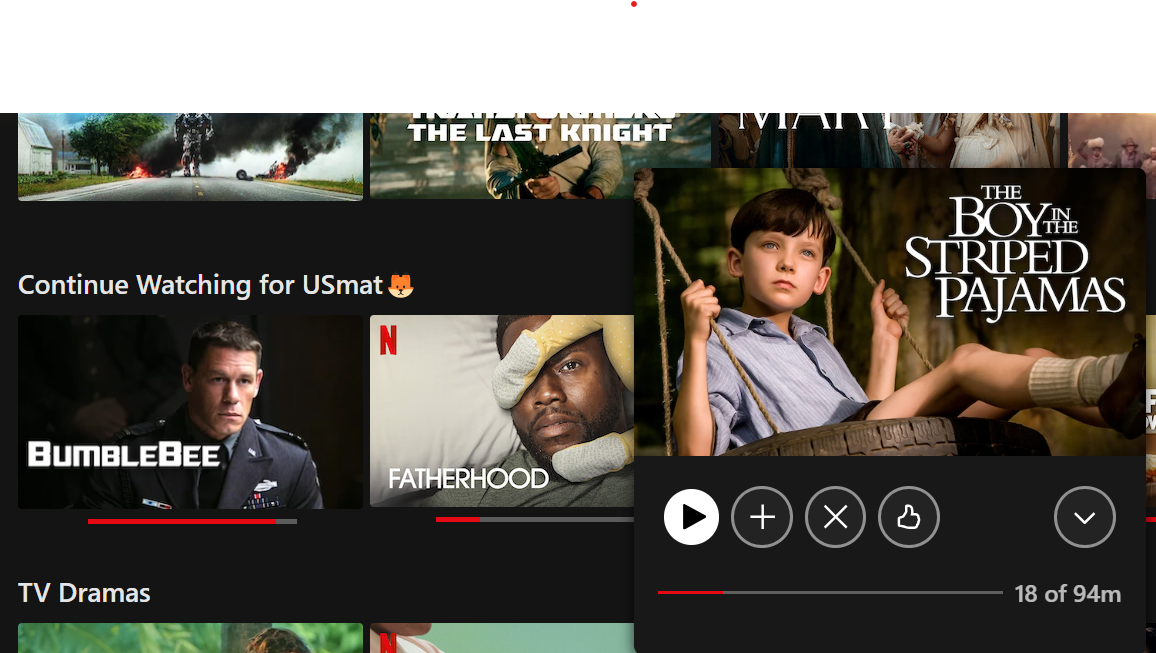 THE LAST KNIGHT
MARY
THE
BOY IN THE
STRIPED
PAJAMAS
Continue Watching for USmat
N
BUMBLEBEE
FATHERHOOD
18 of 94m
TV Dramas
N